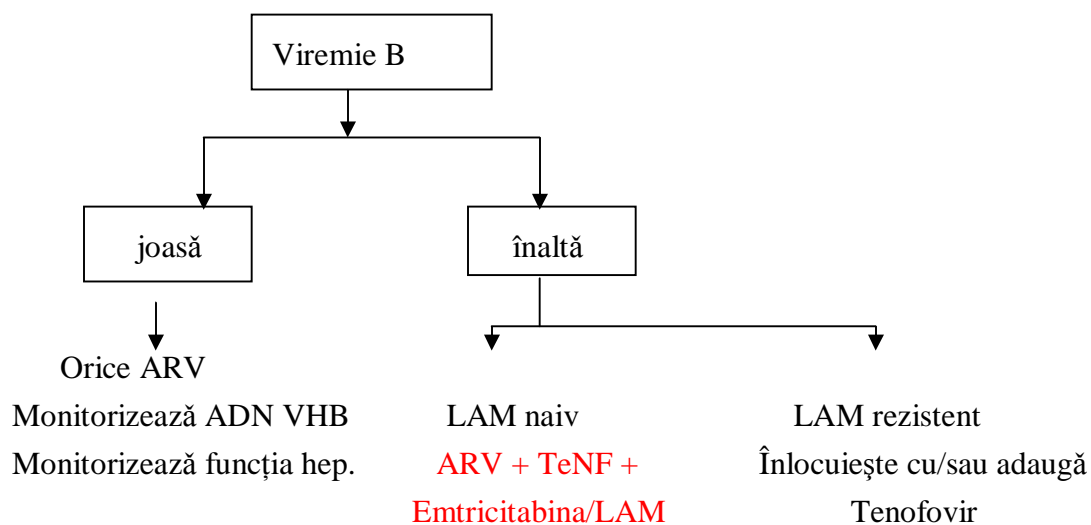 Viremie B
joasă
înaltă
Orice ARV
Monitorizează ADN VHB
Monitorizează funcția hep.
LAM naiv
ARV + TeNF +
Emtricitabina/LAM
LAM rezistent
Înlocuiește cu/sau adaugă
Tenofovir